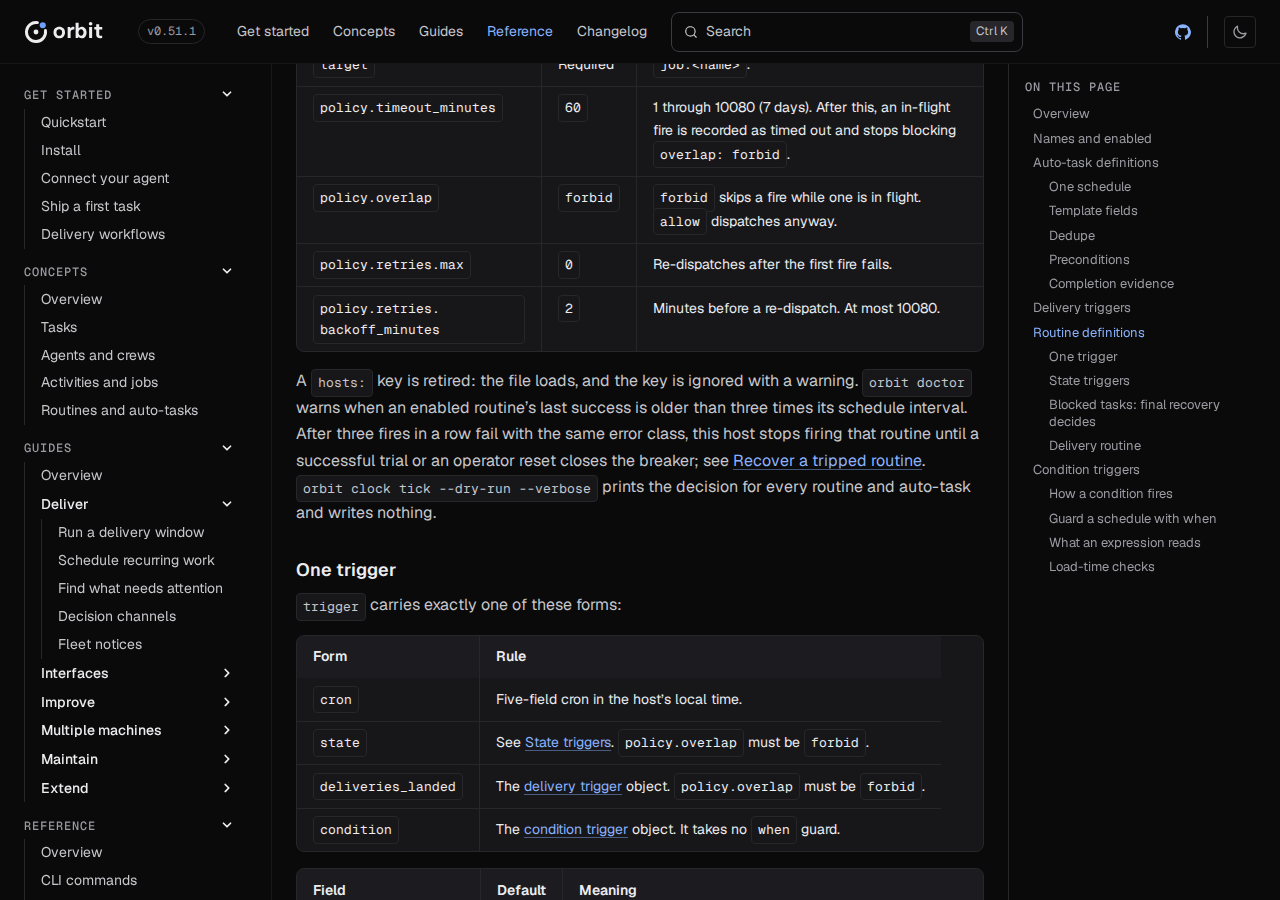 orbit
v0.51.1
Get started
Concepts
Guides
Reference
Changelog
Search
Ctrl K
GET STARTED
Quickstart
Install
Connect your agent
Ship a first task
Delivery workflows
CONCEPTS
Overview
Tasks
Agents and crews
Activities and jobs
Routines and auto-tasks
GUIDES
Overview
Deliver
Run a delivery window
Schedule recurring work
Find what needs attention
Decision channels
Fleet notices
Interfaces
Improve
Multiple machines
Maintain
Extend
REFERENCE
Overview
CLI commands
target Required job.<name>.
policy.timeout_minutes 60 1 through 10080 (7 days). After this, an in-flight
fire is recorded as timed out and stops blocking
overlap: forbid.
policy.overlap forbid forbid skips a fire while one is in flight.
allow dispatches anyway.
policy.retries.max 0 Re-dispatches after the first fire fails.
policy.retries. 2 Minutes before a re-dispatch. At most 10080.
backoff_minutes
A hosts: key is retired: the file loads, and the key is ignored with a warning. orbit doctor
warns when an enabled routine’s last success is older than three times its schedule interval.
After three fires in a row fail with the same error class, this host stops firing that routine until a
successful trial or an operator reset closes the breaker; see Recover a tripped routine.
orbit clock tick --dry-run --verbose prints the decision for every routine and auto-task
and writes nothing.
One trigger
trigger carries exactly one of these forms:
Form Rule
cron Five-field cron in the host’s local time.
state See State triggers. policy.overlap must be forbid.
deliveries_landed The delivery trigger object. policy.overlap must be forbid.
condition The condition trigger object. It takes no when guard.
Field Default Meaning
ON THIS PAGE
Overview
Names and enabled
Auto-task definitions
One schedule
Template fields
Dedupe
Preconditions
Completion evidence
Delivery triggers
Routine definitions
One trigger
State triggers
Blocked tasks: final recovery
decides
Delivery routine
Condition triggers
How a condition fires
Guard a schedule with when
What an expression reads
Load-time checks